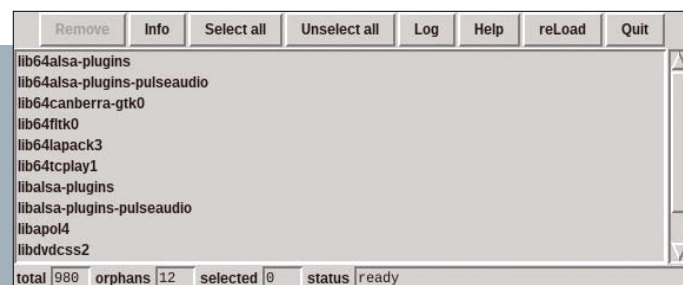 Remove Info Select all Unselect all Log Help reLoad Quit
lib64alsa-plugins
lib64alsa-plugins-pulseaudio
lib64canberra-gtk0
lib64fltk0
lib64lapack3
lib64tcplay1
libalsa-plugins
libalsa-plugins-pulseaudio
libapol4
libdvdcss2
total 980 orphans 12 selected 0 status ready